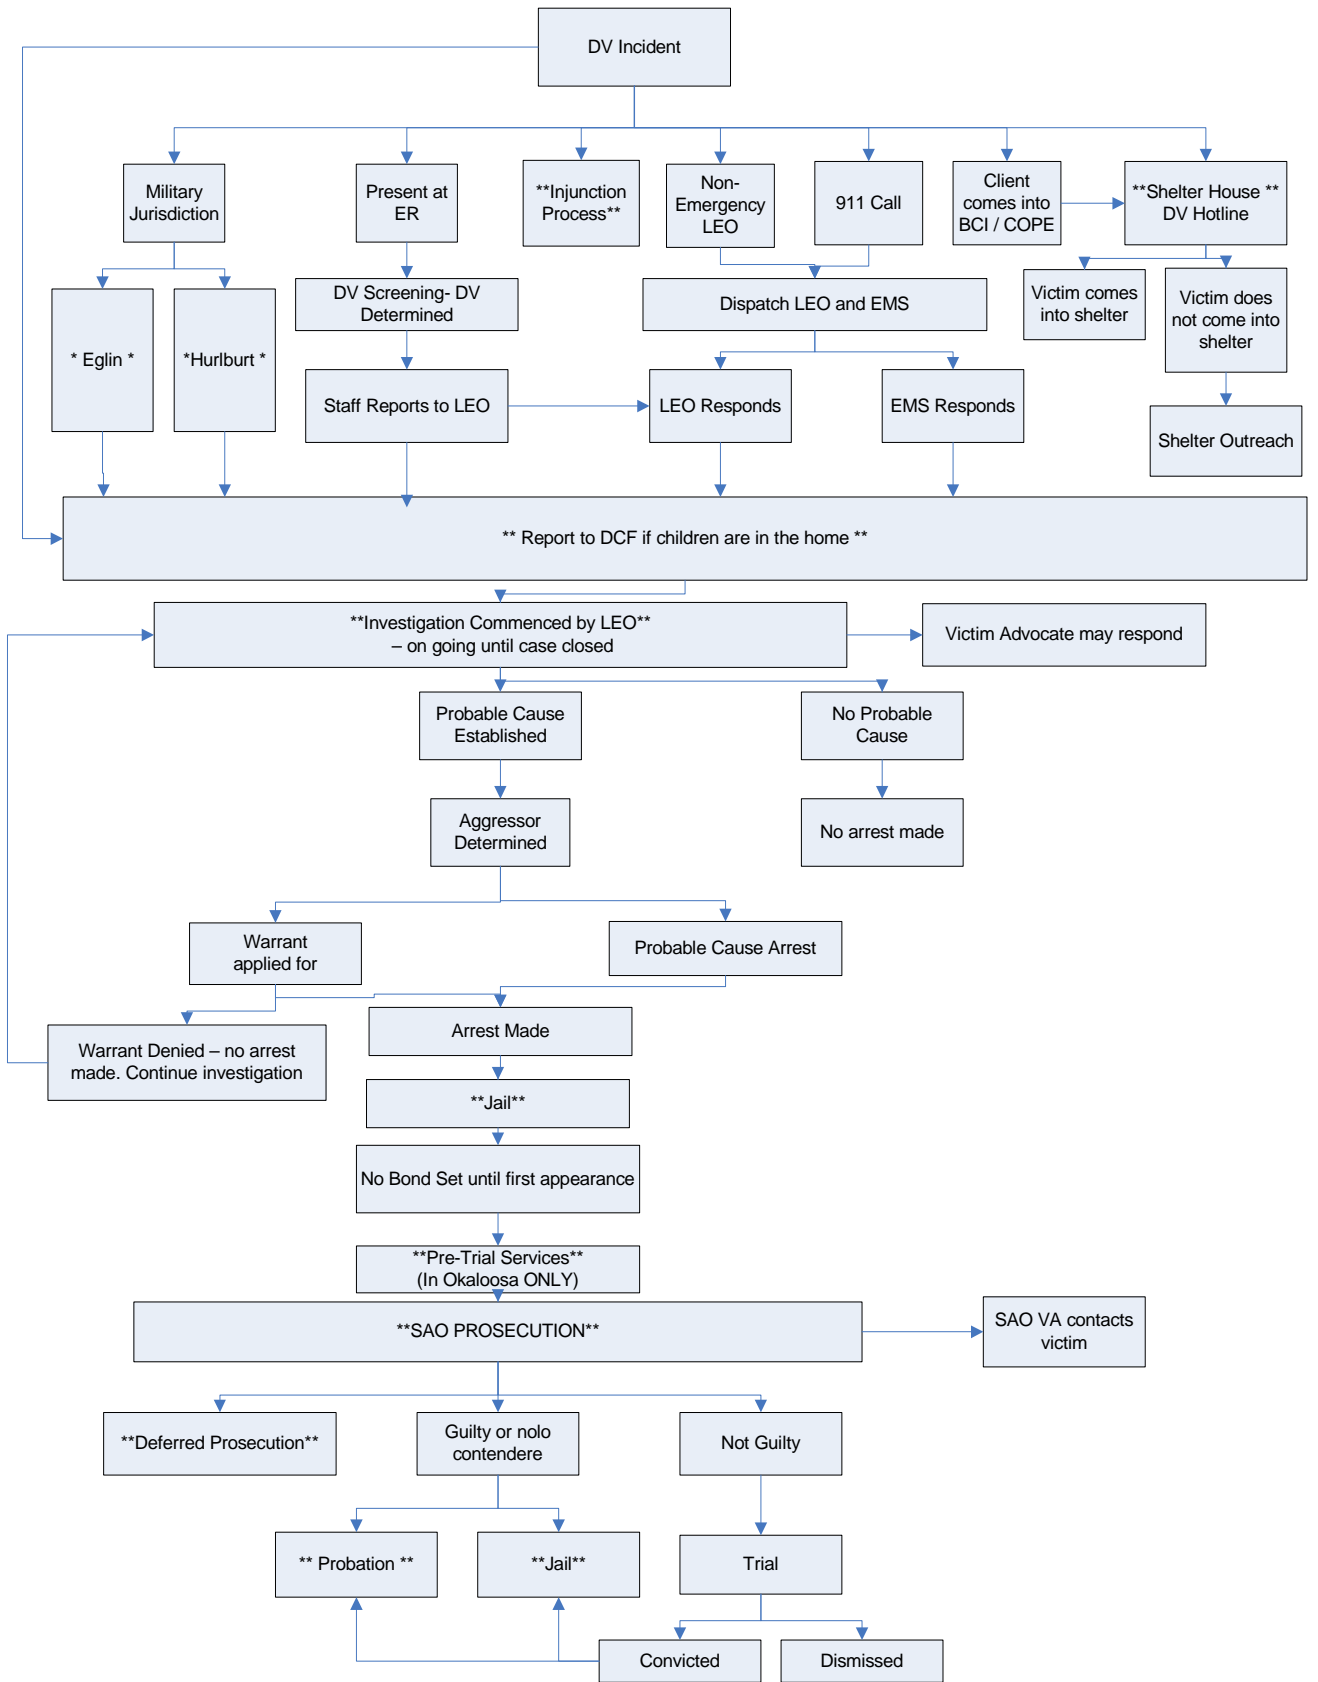 DV Incident
Military
Jurisdiction
Present at
ER
**Injunction
Process**
Non-
Emergency
LEO
911 Call
Client
comes into
BCI / COPE
**Shelter House **
DV Hotline
* Eglin *
*Hurlburt *
DV Screening- DV
Determined
Dispatch LEO and EMS
Victim comes
into shelter
Victim does
not come into
shelter
Staff Reports to LEO
LEO Responds
EMS Responds
Shelter Outreach
** Report to DCF if children are in the home **
**Investigation Commenced by LEO**
– on going until case closed
Victim Advocate may respond
Probable Cause
Established
No Probable
Cause
Aggressor
Determined
No arrest made
Warrant
applied for
Probable Cause Arrest
Warrant Denied – no arrest
made. Continue investigation
Arrest Made
**Jail**
No Bond Set until first appearance
**Pre-Trial Services**
(In Okaloosa ONLY)
**SAO PROSECUTION**
SAO VA contacts
victim
**Deferred Prosecution**
Guilty or nolo
contendere
Not Guilty
** Probation **
**Jail**
Trial
Convicted
Dismissed